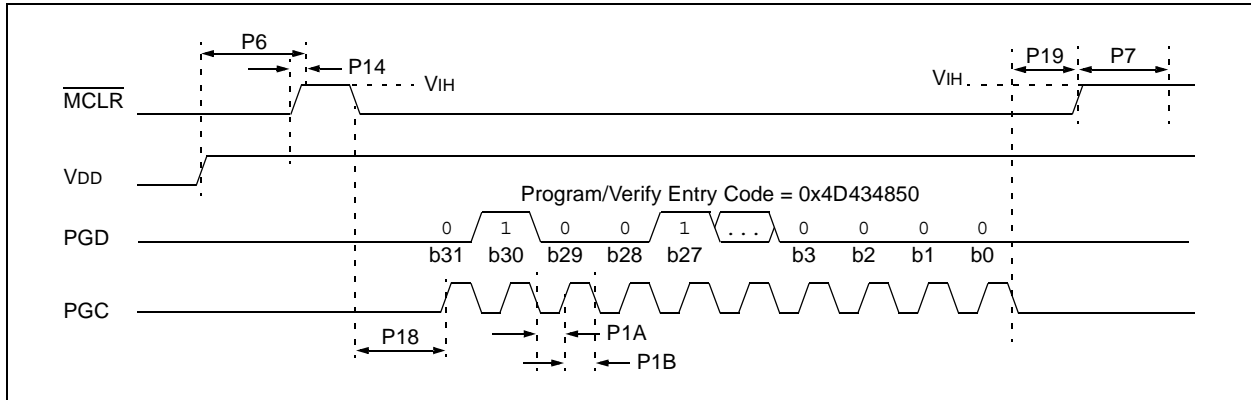 P6
P14
VIH
MCLR
VIH
P19
P7
VDD
Program/Verify Entry Code = 0x4D434850
PGD
0 1 0 0 1 ... 0 0 0 0
b31 b30 b29 b28 b27 b3 b2 b1 b0
PGC
P18
P1A
P1B